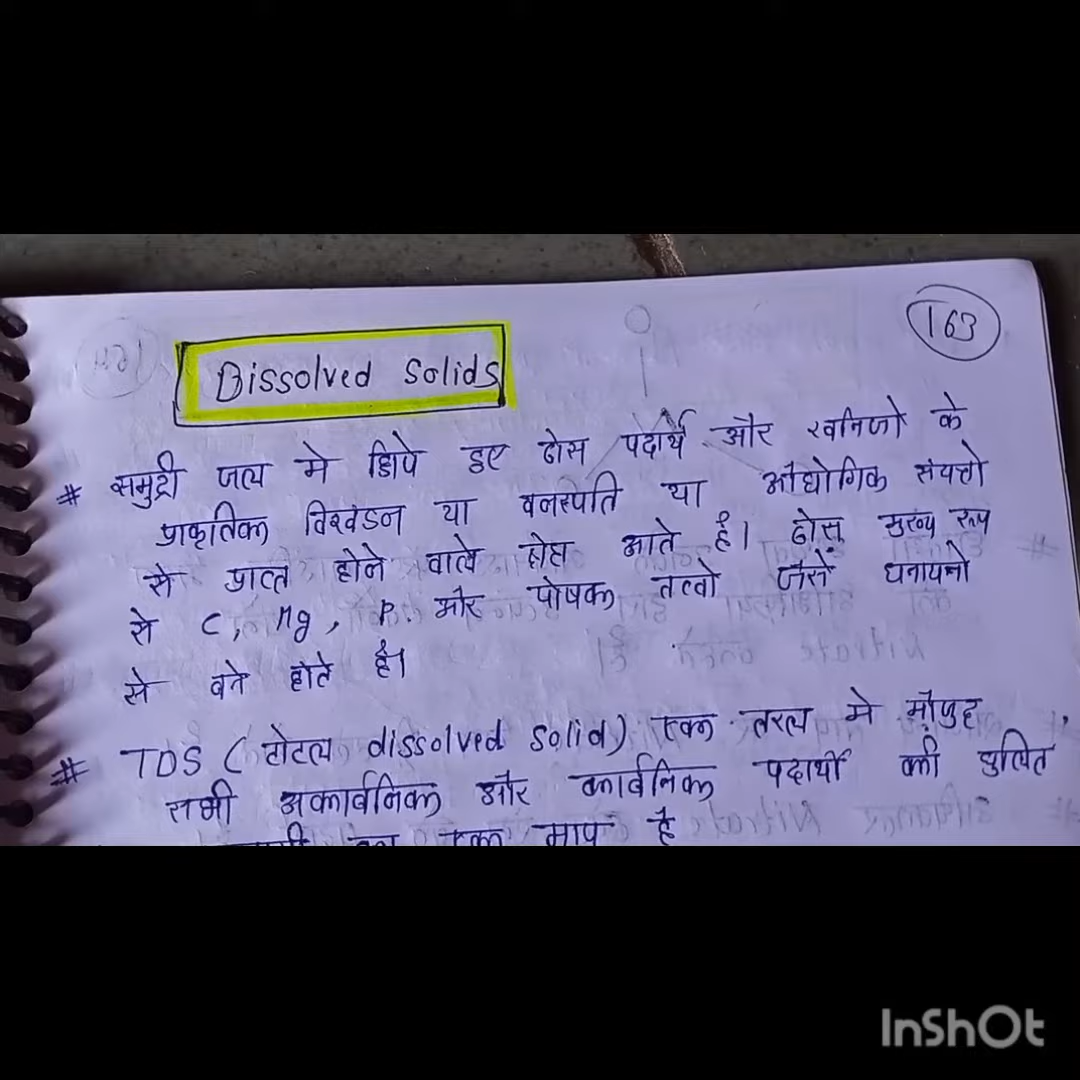 163
Dissolved Solids
# समुद्री जल मे छिपे हुए ठोस पदार्थ और खनिजो के
प्राकृतिक विखंडन या वनस्पति या औद्योगिक संयत्रो
से प्राप्त होने वाले ठोस आते है। ठोस मुख्य रूप
से C, Mg, P. और पोषक तत्वो जैसे धनायनो
से बने होते है।
# TDS (टोटल dissolved solid) एक तरल मे मौजुद
सभी अकार्बनिक और कार्बनिक पदार्थो की घुलित
एक माप है
InShOt